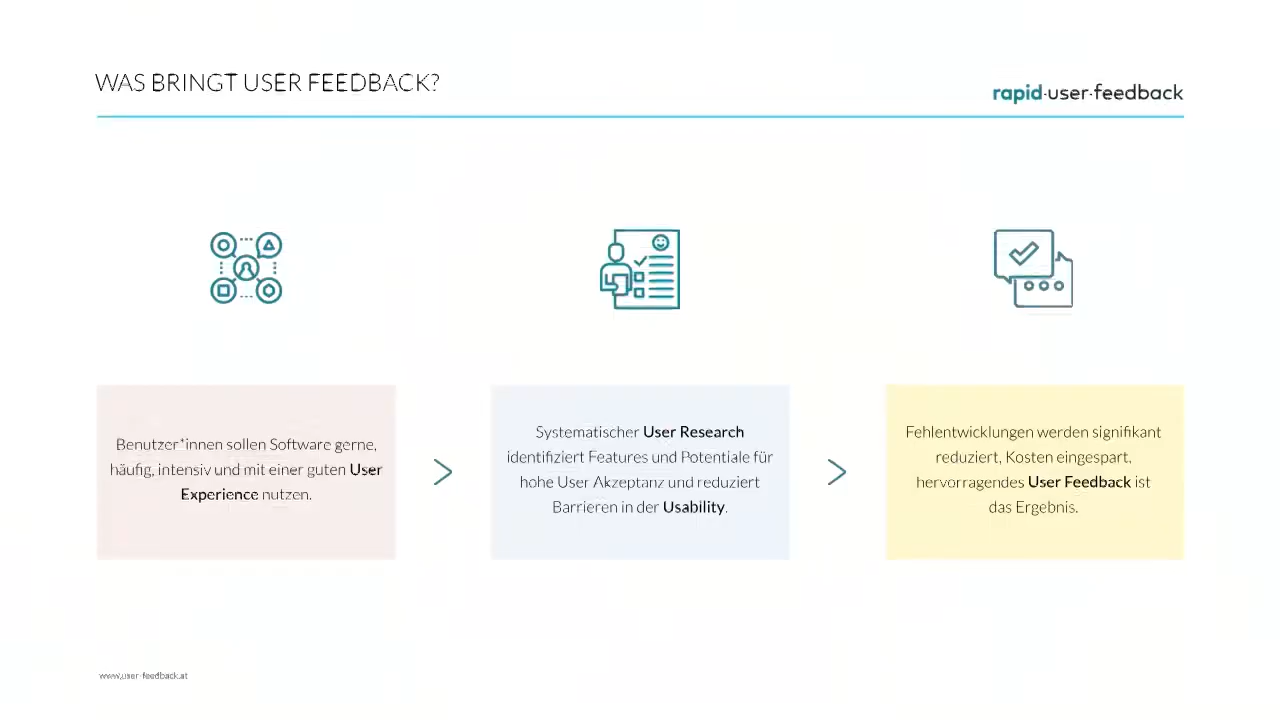 WAS BRINGT USER FEEDBACK?
rapid·user·feedback
Benutzer*innen sollen Software gerne,
häufig, intensiv und mit einer guten User
Experience nutzen.
>
Systematischer User Research
identifiziert Features und Potentiale für
hohe User Akzeptanz und reduziert
Barrieren in der Usability.
>
Fehlentwicklungen werden signifikant
reduziert, Kosten eingespart.
hervorragendes User Feedback ist
das Ergebnis.
www.user-feedback.at